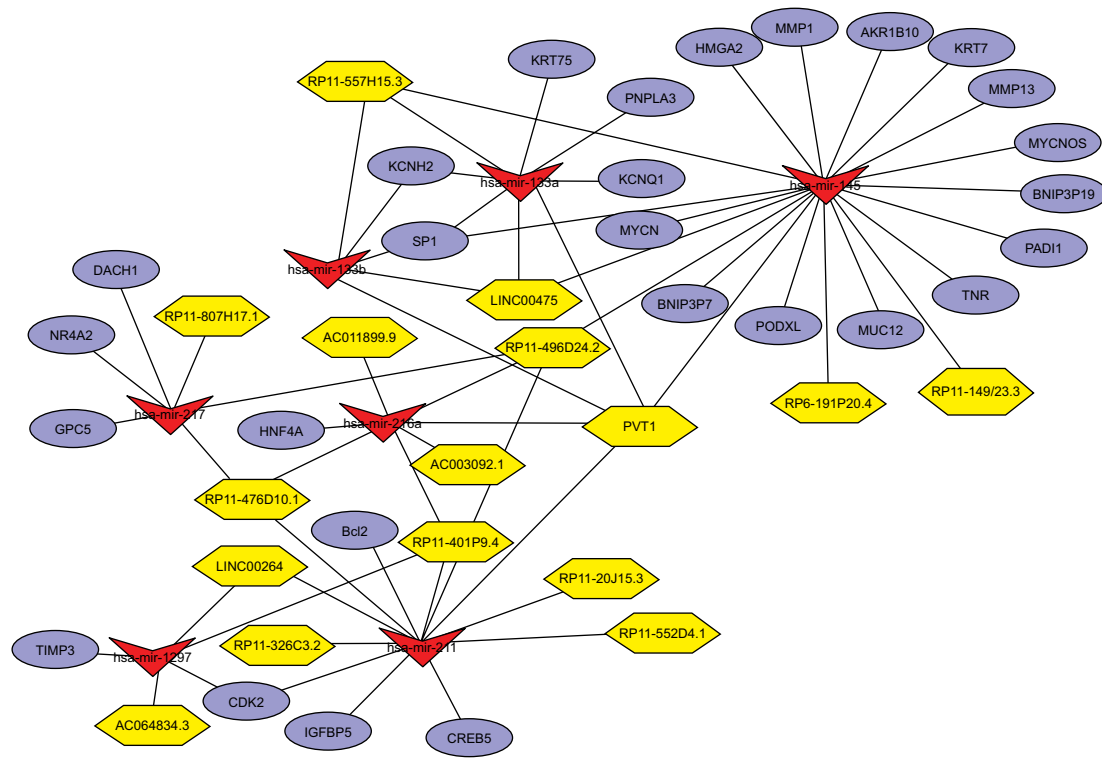 MMP1
AKR1B10
HMGA2
KRT7
KRT75
RP11-557H15.3
MMP13
PNPLA3
MYCNOS
KCNH2
hsa-mir-133a
KCNQ1
hsa-mir-145
BNIP3P19
MYCN
SP1
PADI1
hsa-mir-133b
DACH1
LINC00475
BNIP3P7
TNR
RP11-807H17.1
PODXL
MUC12
NR4A2
AC011899.9
RP11-496D24.2
RP6-191P20.4
RP11-149/23.3
hsa-mir-217
GPC5
HNF4A
hsa-mir-216a
PVT1
AC003092.1
RP11-476D10.1
Bcl2
RP11-401P9.4
LINC00264
RP11-20J15.3
RP11-552D4.1
RP11-326C3.2
hsa-mir-211
TIMP3
hsa-mir-1297
CDK2
AC064834.3
IGFBP5
CREB5